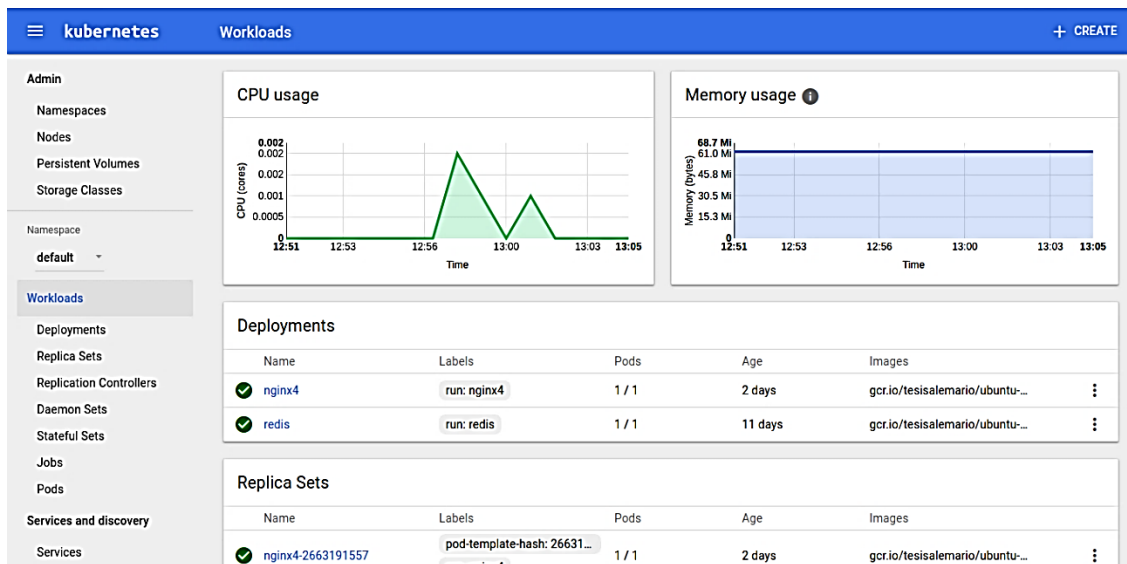 kubernetes
Workloads
+ CREATE
Admin
Namespaces
Nodes
Persistent Volumes
Storage Classes
Namespace
default
Workloads
Deployments
Replica Sets
Replication Controllers
Daemon Sets
Stateful Sets
Jobs
Pods
Services and discovery
Services
CPU usage
CPU (cores)
0.002
0.002
0.002
0.001
0.0005
0
12:51 12:53 12:56 13:00 13:03 13:05
Time
Memory usage
Memory (bytes)
68.7 Mi
61.0 Mi
45.8 Mi
30.5 Mi
15.3 Mi
0
12:51 12:53 12:56 13:00 13:03 13:05
Time
Deployments
Name Labels Pods Age Images
nginx4 run: nginx4 1 / 1 2 days gcr.io/tesisalemario/ubuntu-...
redis run: redis 1 / 1 11 days gcr.io/tesisalemario/ubuntu-...
Replica Sets
Name Labels Pods Age Images
nginx4-2663191557 pod-template-hash: 26631... 1 / 1 2 days gcr.io/tesisalemario/ubuntu-...